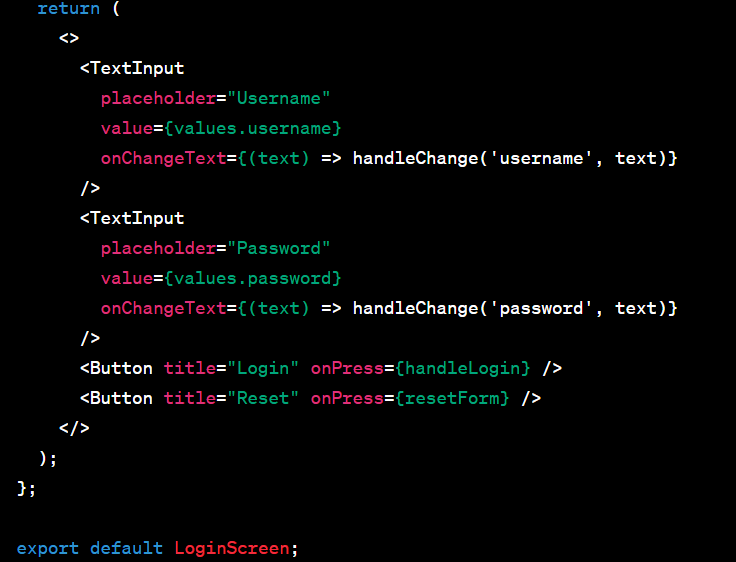 return (
<>
<TextInput
placeholder="Username"
value={values.username}
onChangeText={(text) => handleChange('username', text)}
/>
<TextInput
placeholder="Password"
value={values.password}
onChangeText={(text) => handleChange('password', text)}
/>
<Button title="Login" onPress={handleLogin} />
<Button title="Reset" onPress={resetForm} />
</>
);
};
export default LoginScreen;